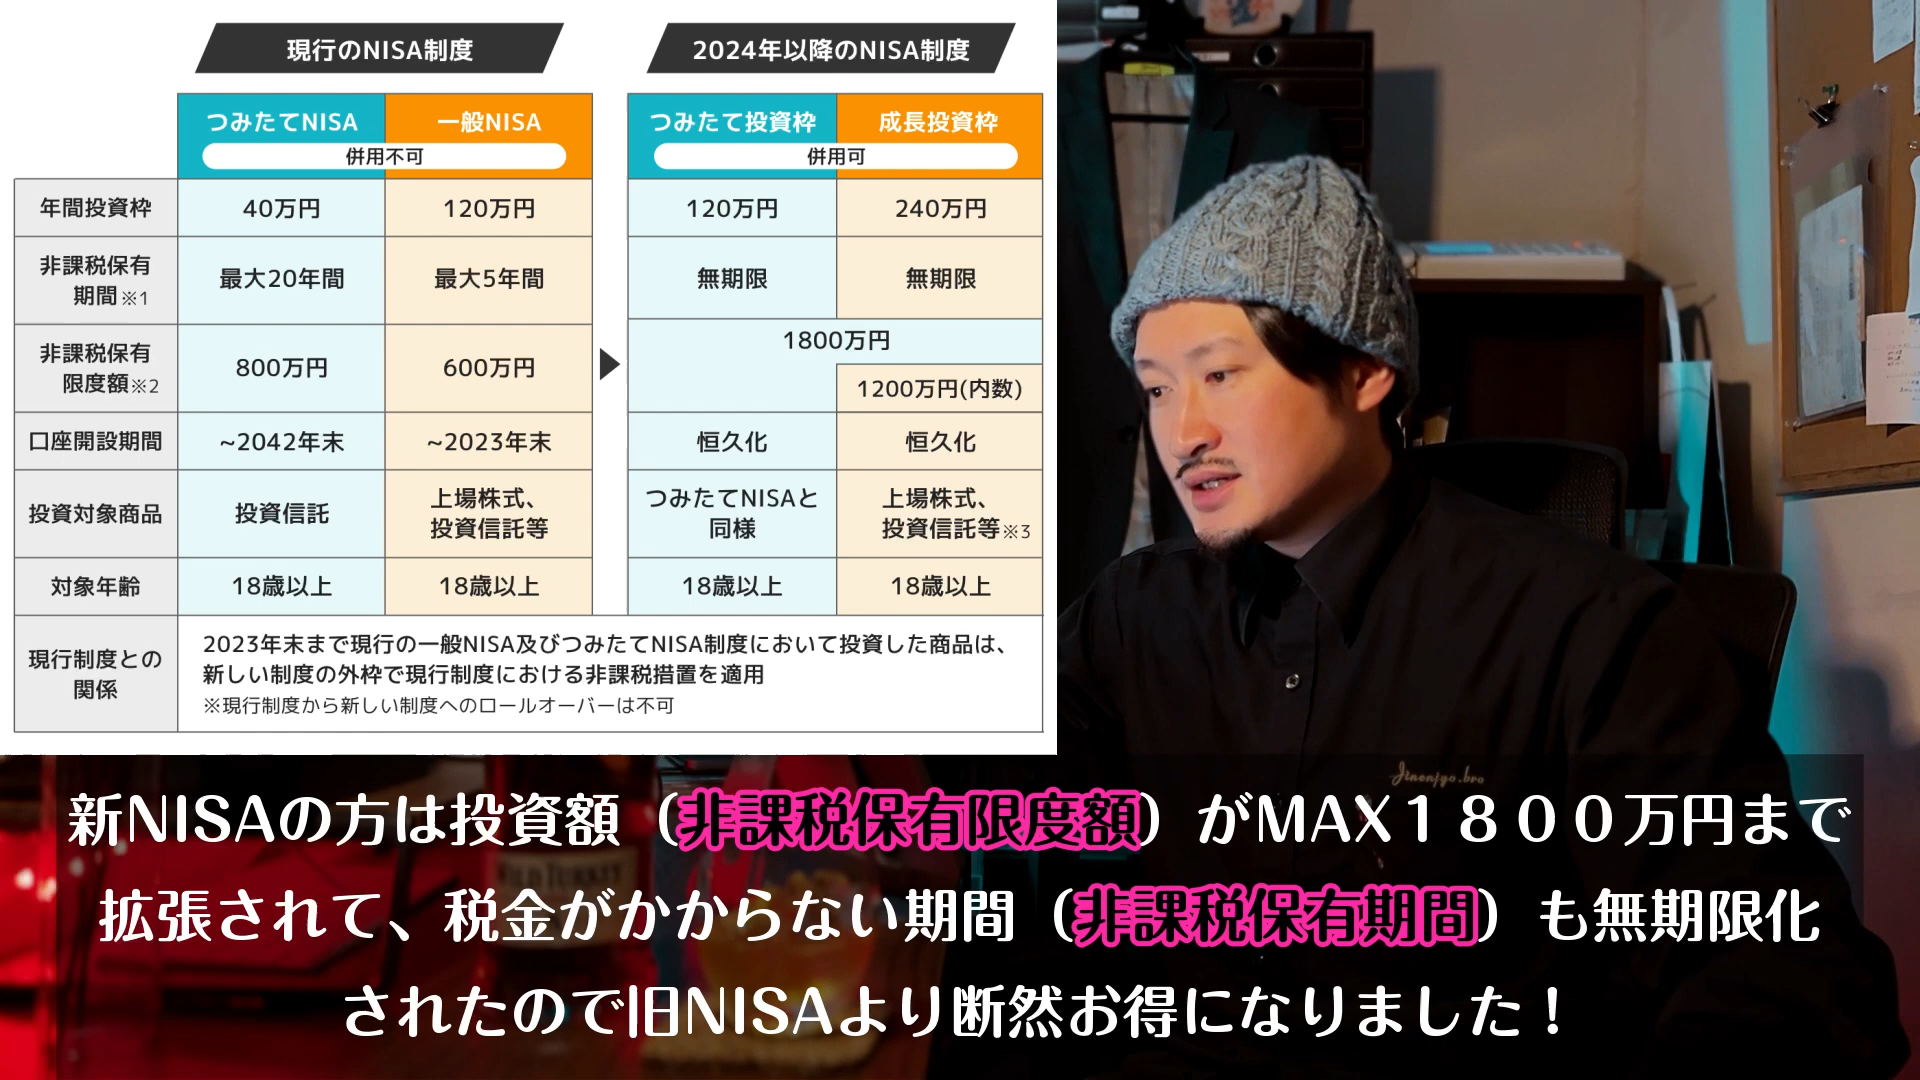 現行のNISA制度
2024年以降のNISA制度
つみたてNISA
一般NISA
併用不可
つみたて投資枠
成長投資枠
併用可
年間投資枠
40万円
120万円
120万円
240万円
非課税保有
期間※1
最大20年間
最大5年間
無期限
無期限
非課税保有
限度額※2
800万円
600万円
1800万円
1200万円(内数)
口座開設期間
~2042年末
~2023年末
恒久化
恒久化
投資対象商品
投資信託
上場株式、
投資信託等
つみたてNISAと
同様
上場株式、
投資信託等※3
対象年齢
18歳以上
18歳以上
18歳以上
18歳以上
現行制度との
関係
2023年末まで現行の一般NISA及びつみたてNISA制度において投資した商品は、
新しい制度の外枠で現行制度における非課税措置を適用
※現行制度から新しい制度へのロールオーバーは不可
Jinenjyo.bro
WILD TURKEY
新NISAの方は投資額（非課税保有限度額）がMAX１８００万円まで
拡張されて、税金がかからない期間（非課税保有期間）も無期限化
されたので旧NISAより断然お得になりました！